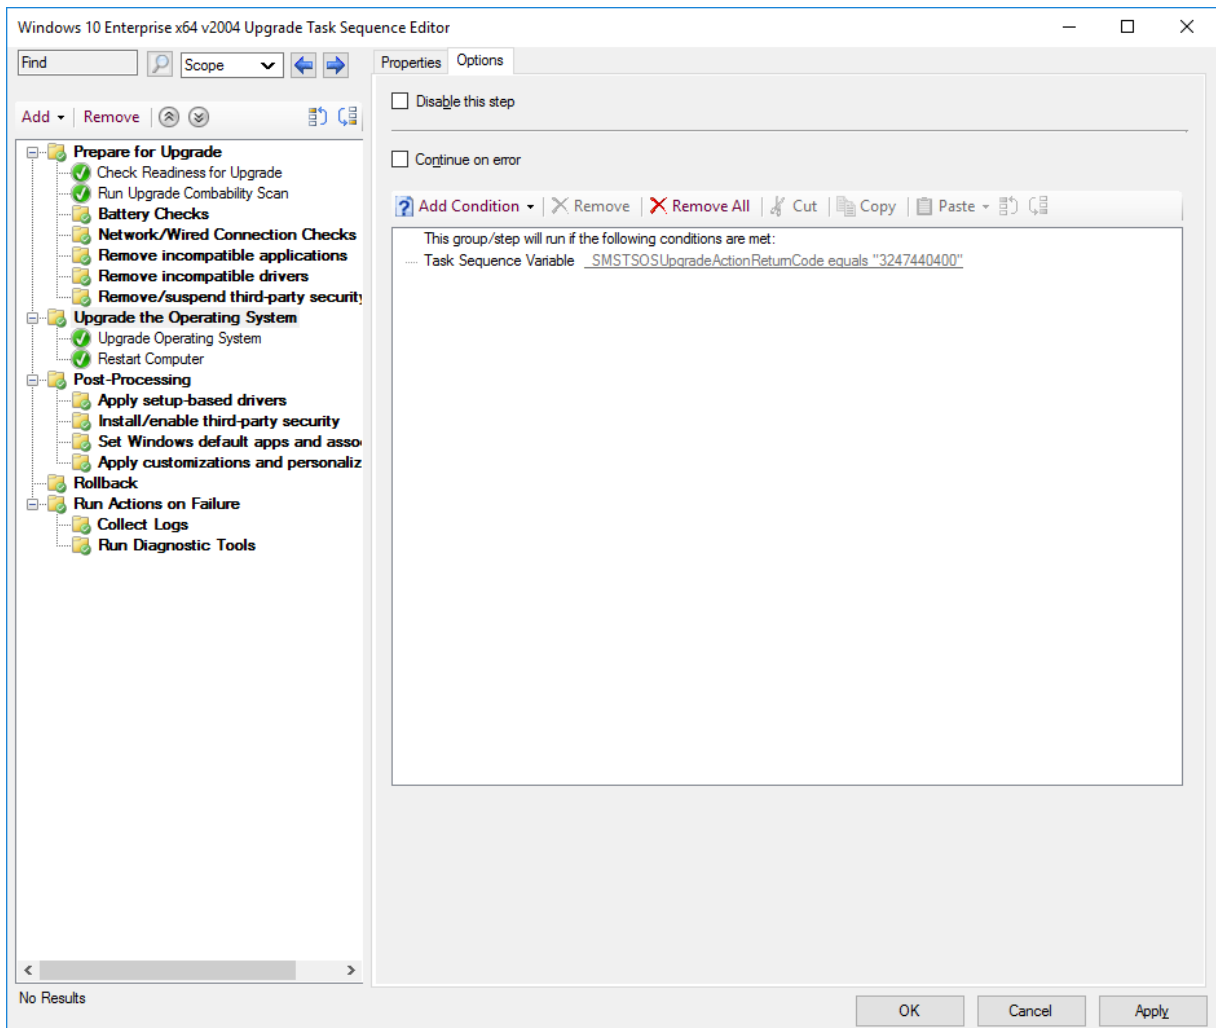 Windows 10 Enterprise x64 v2004 Upgrade Task Sequence Editor
Find
Scope
Add
Remove
Prepare for Upgrade
Check Readiness for Upgrade
Run Upgrade Combability Scan
Battery Checks
Network/Wired Connection Checks
Remove incompatible applications
Remove incompatible drivers
Remove/suspend third-party security
Upgrade the Operating System
Upgrade Operating System
Restart Computer
Post-Processing
Apply setup-based drivers
Install/enable third-party security
Set Windows default apps and asso
Apply customizations and personaliz
Rollback
Run Actions on Failure
Collect Logs
Run Diagnostic Tools
No Results
Properties Options
Disable this step
Continue on error
Add Condition Remove Remove All Cut Copy Paste
This group/step will run if the following conditions are met:
Task Sequence Variable _SMSTSOSUpgradeActionReturnCode equals "3247440400"
OK Cancel Apply